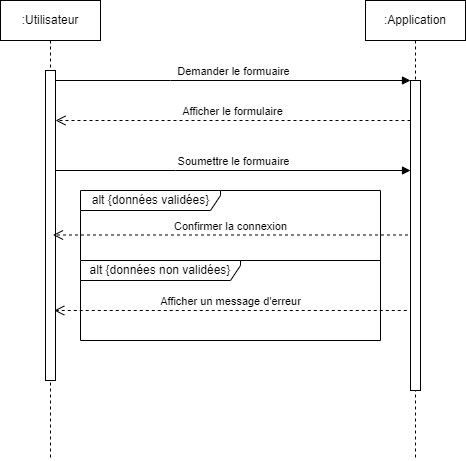 :Utilisateur
:Application
Demander le formuaire
Afficher le formulaire
Soumettre le formuaire
alt {données validées}
Confirmer la connexion
alt {données non validées}
Afficher un message d'erreur